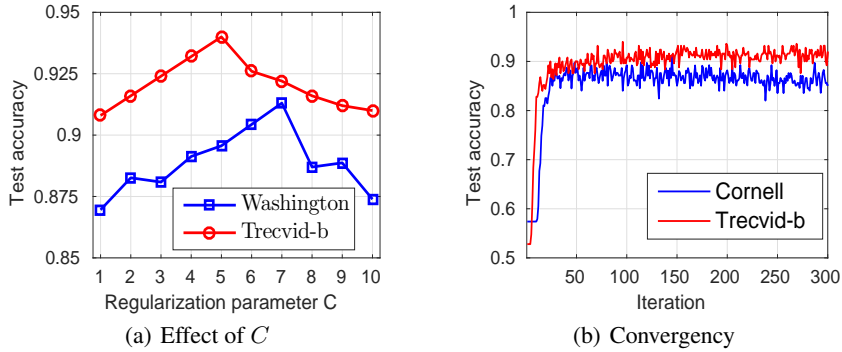 Test accuracy
0.95
0.925
0.9
0.875
0.85
Washington
Trecvid-b
1 2 3 4 5 6 7 8 9 10
Regularization parameter C
(a) Effect of C
Test accuracy
1
0.9
0.8
0.7
0.6
0.5
Cornell
Trecvid-b
50 100 150 200 250 300
Iteration
(b) Convergency